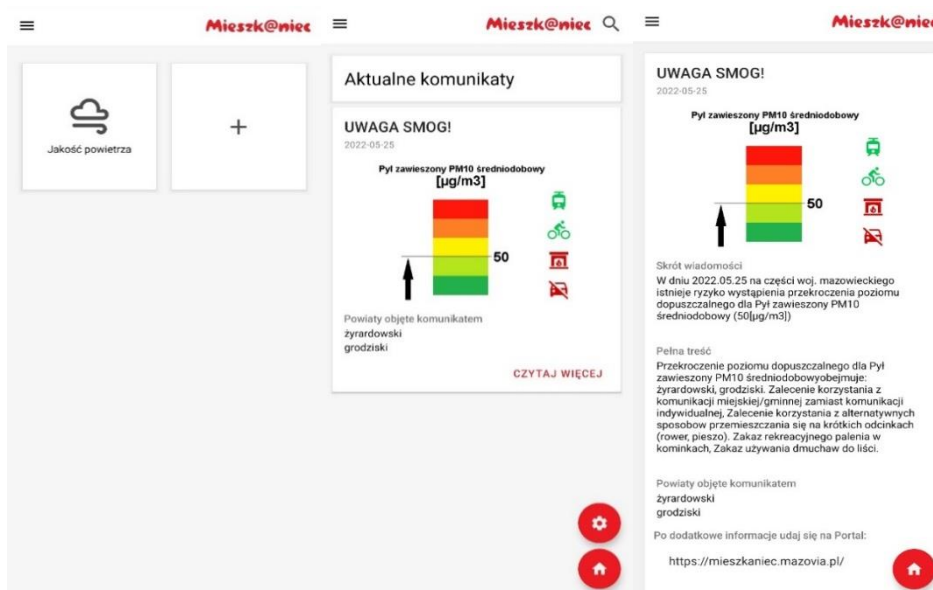 Mieszk@niec
Jakość powietrza
+
Mieszk@niec
Aktualne komunikaty
UWAGA SMOG!
2022-05-25
Pył zawieszony PM10 średniodobowy
[µg/m3]
50
Powiaty objęte komunikatem
żyrardowski
grodziski
CZYTAJ WIĘCEJ
Mieszk@niec
UWAGA SMOG!
2022-05-25
Pył zawieszony PM10 średniodobowy
[µg/m3]
50
Skrót wiadomości
W dniu 2022.05.25 na części woj. mazowieckiego
istnieje ryzyko wystąpienia przekroczenia poziomu
dopuszczalnego dla Pył zawieszony PM10
średniodobowy (50[µg/m3])
Pełna treść
Przekroczenie poziomu dopuszczalnego dla Pył
zawieszony PM10 średniodobowyobejmuje:
żyrardowski, grodziski. Zalecenie korzystania z
komunikacji miejskiej/gminnej zamiast komunikacji
indywidualnej, Zalecenie korzystania z alternatywnych
sposobow przemieszczania się na krótkich odcinkach
(rower, pieszo). Zakaz rekreacyjnego palenia w
kominkach, Zakaz używania dmuchaw do liści.
Powiaty objęte komunikatem
żyrardowski
grodziski
Po dodatkowe informacje udaj się na Portal:
https://mieszkaniec.mazovia.pl/